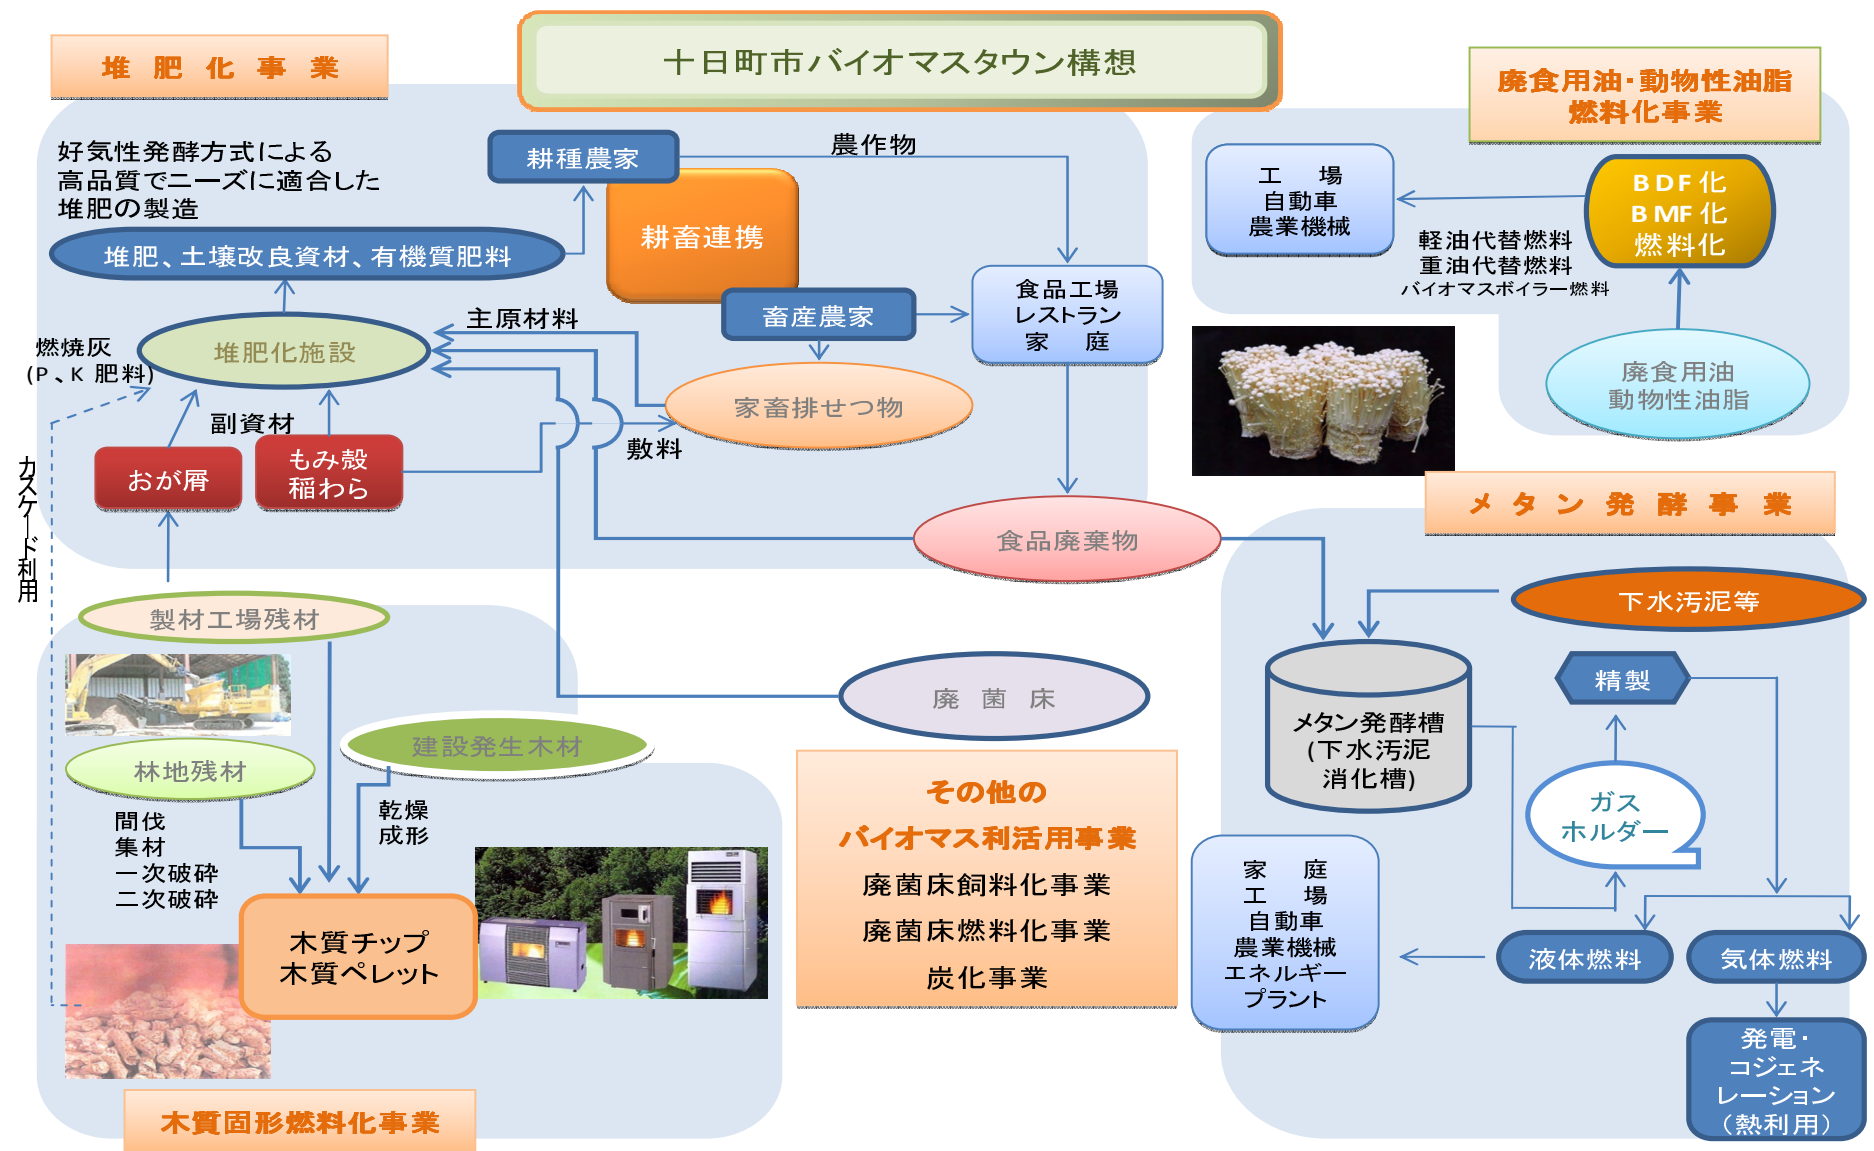 十日町市バイオマスタウン構想
堆肥化事業
好気性発酵方式による
高品質でニーズに適合した
堆肥の製造
耕種農家
農作物
耕畜連携
堆肥、土壌改良資材、有機質肥料
畜産農家
食品工場
レストラン
家　庭
主原材料
堆肥化施設
燃焼灰
(P、K 肥料)
家畜排せつ物
副資材
敷料
おが屑
もみ殻
稲わら
カスケード利用
食品廃棄物
廃食用油・動物性油脂
燃料化事業
工　場
自動車
農業機械
BDF化
BMF化
燃料化
軽油代替燃料
重油代替燃料
バイオマスボイラー燃料
廃食用油
動物性油脂
メタン発酵事業
下水汚泥等
精製
メタン発酵槽
(下水汚泥
消化槽)
ガス
ホルダー
家　庭
工　場
自動車
農業機械
エネルギー
プラント
液体燃料
気体燃料
発電・
コジェネ
レーション
（熱利用）
製材工場残材
廃菌床
建設発生木材
林地残材
間伐
集材
一次破砕
二次破砕
乾燥
成形
木質チップ
木質ペレット
木質固形燃料化事業
その他の
バイオマス利活用事業
廃菌床飼料化事業
廃菌床燃料化事業
炭化事業